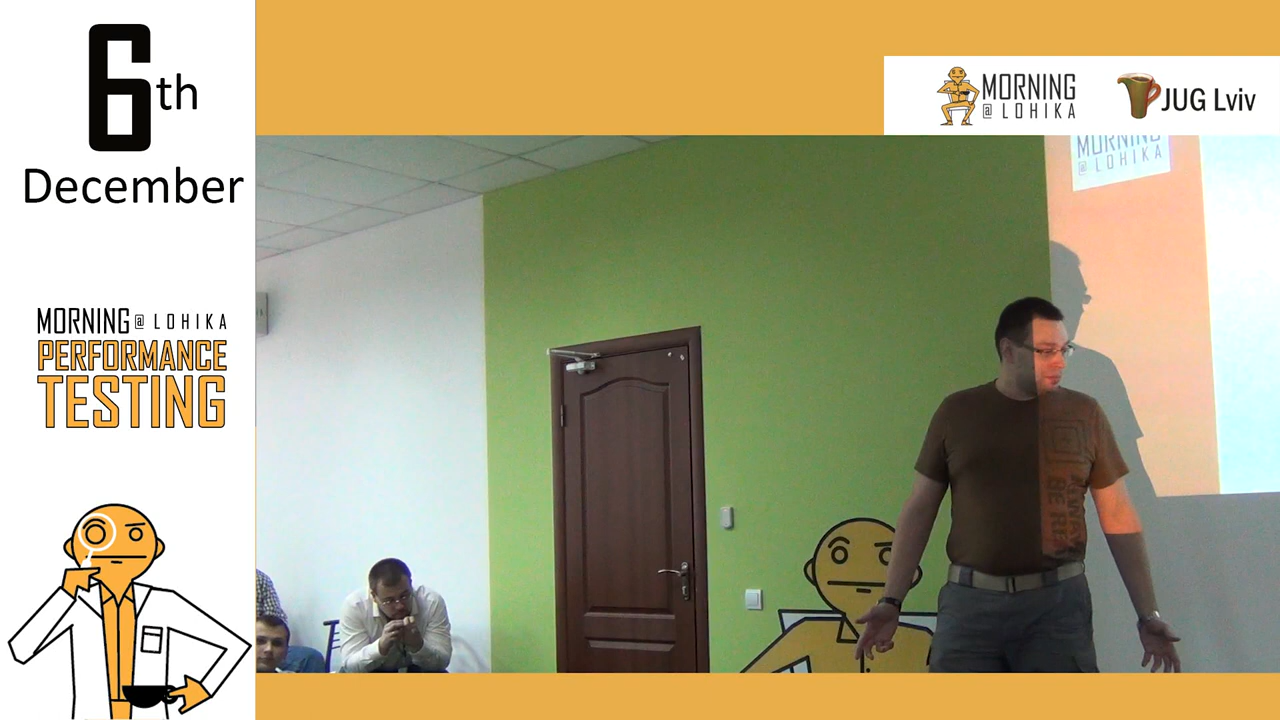 6th
December
MORNING @ LOHIKA
PERFORMANCE
TESTING
MORNING
@ LOHIKA
JUG Lviv
MORNING
@ LOHIKA